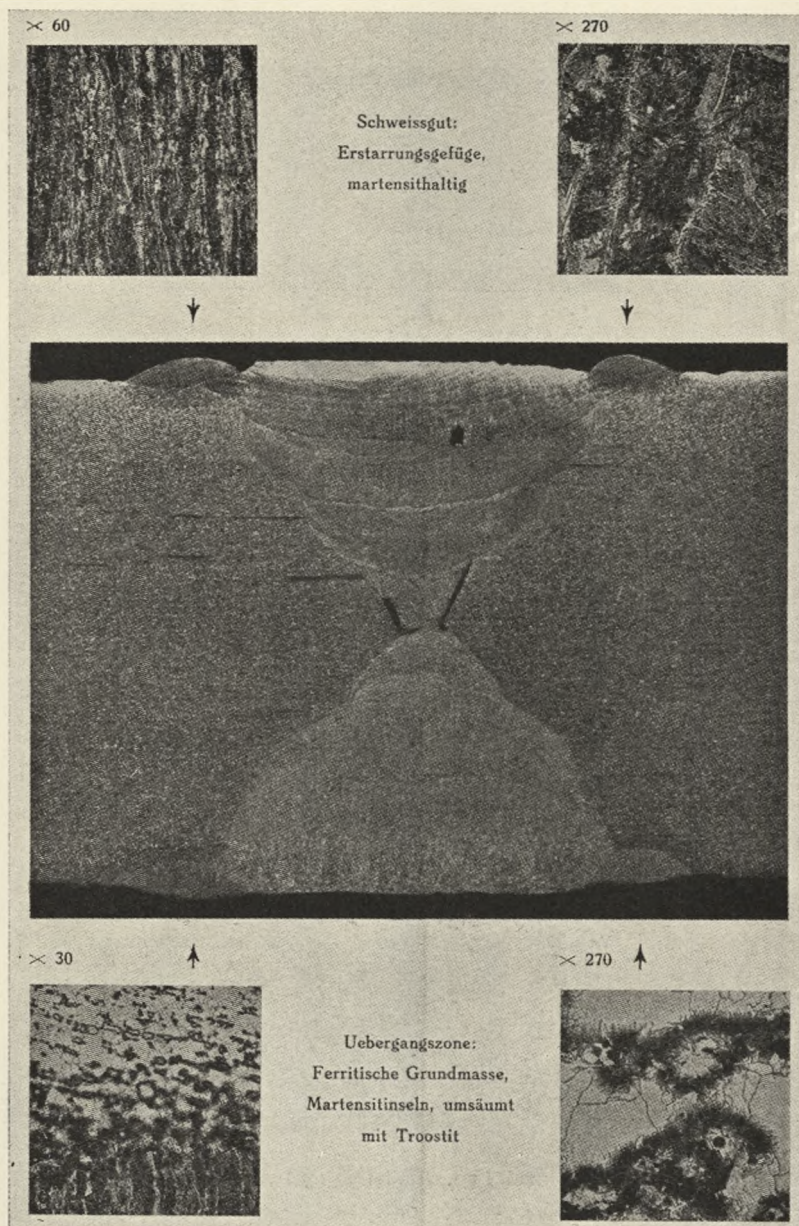 × 60
× 270
Schweissgut:
Erstarrungsgefüge,
martensithaltig
× 30
× 270
Uebergangszone:
Ferritische Grundmasse,
Martensitinseln, umsäumt
mit Troostit